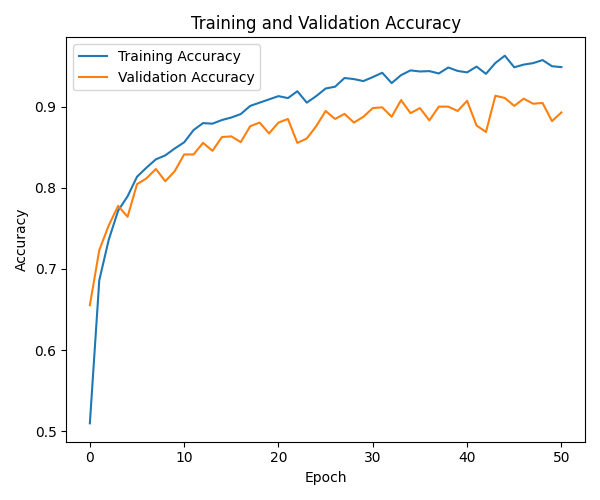 Training and Validation Accuracy
Training Accuracy
Validation Accuracy
Accuracy
0.9
0.8
0.7
0.6
0.5
0 10 20 30 40 50
Epoch